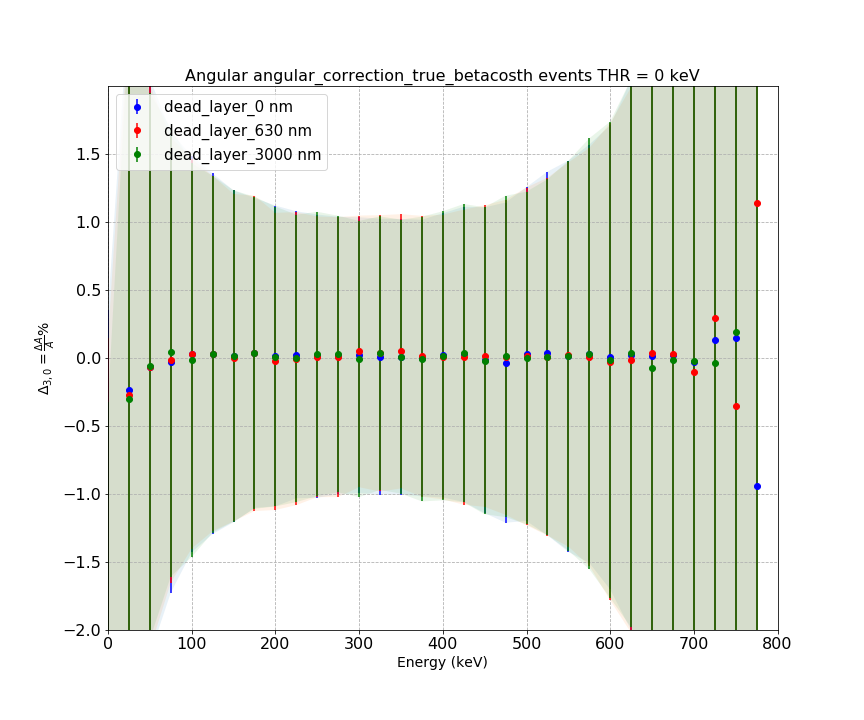 Angular angular_correction_true_betacosth events THR = 0 keV
dead_layer_0 nm
dead_layer_630 nm
dead_layer_3000 nm
1.5
1.0
0.5
0.0
−0.5
−1.0
−1.5
−2.0
Δ₃,₀ = ΔA/A %
0 100 200 300 400 500 600 700 800
Energy (keV)